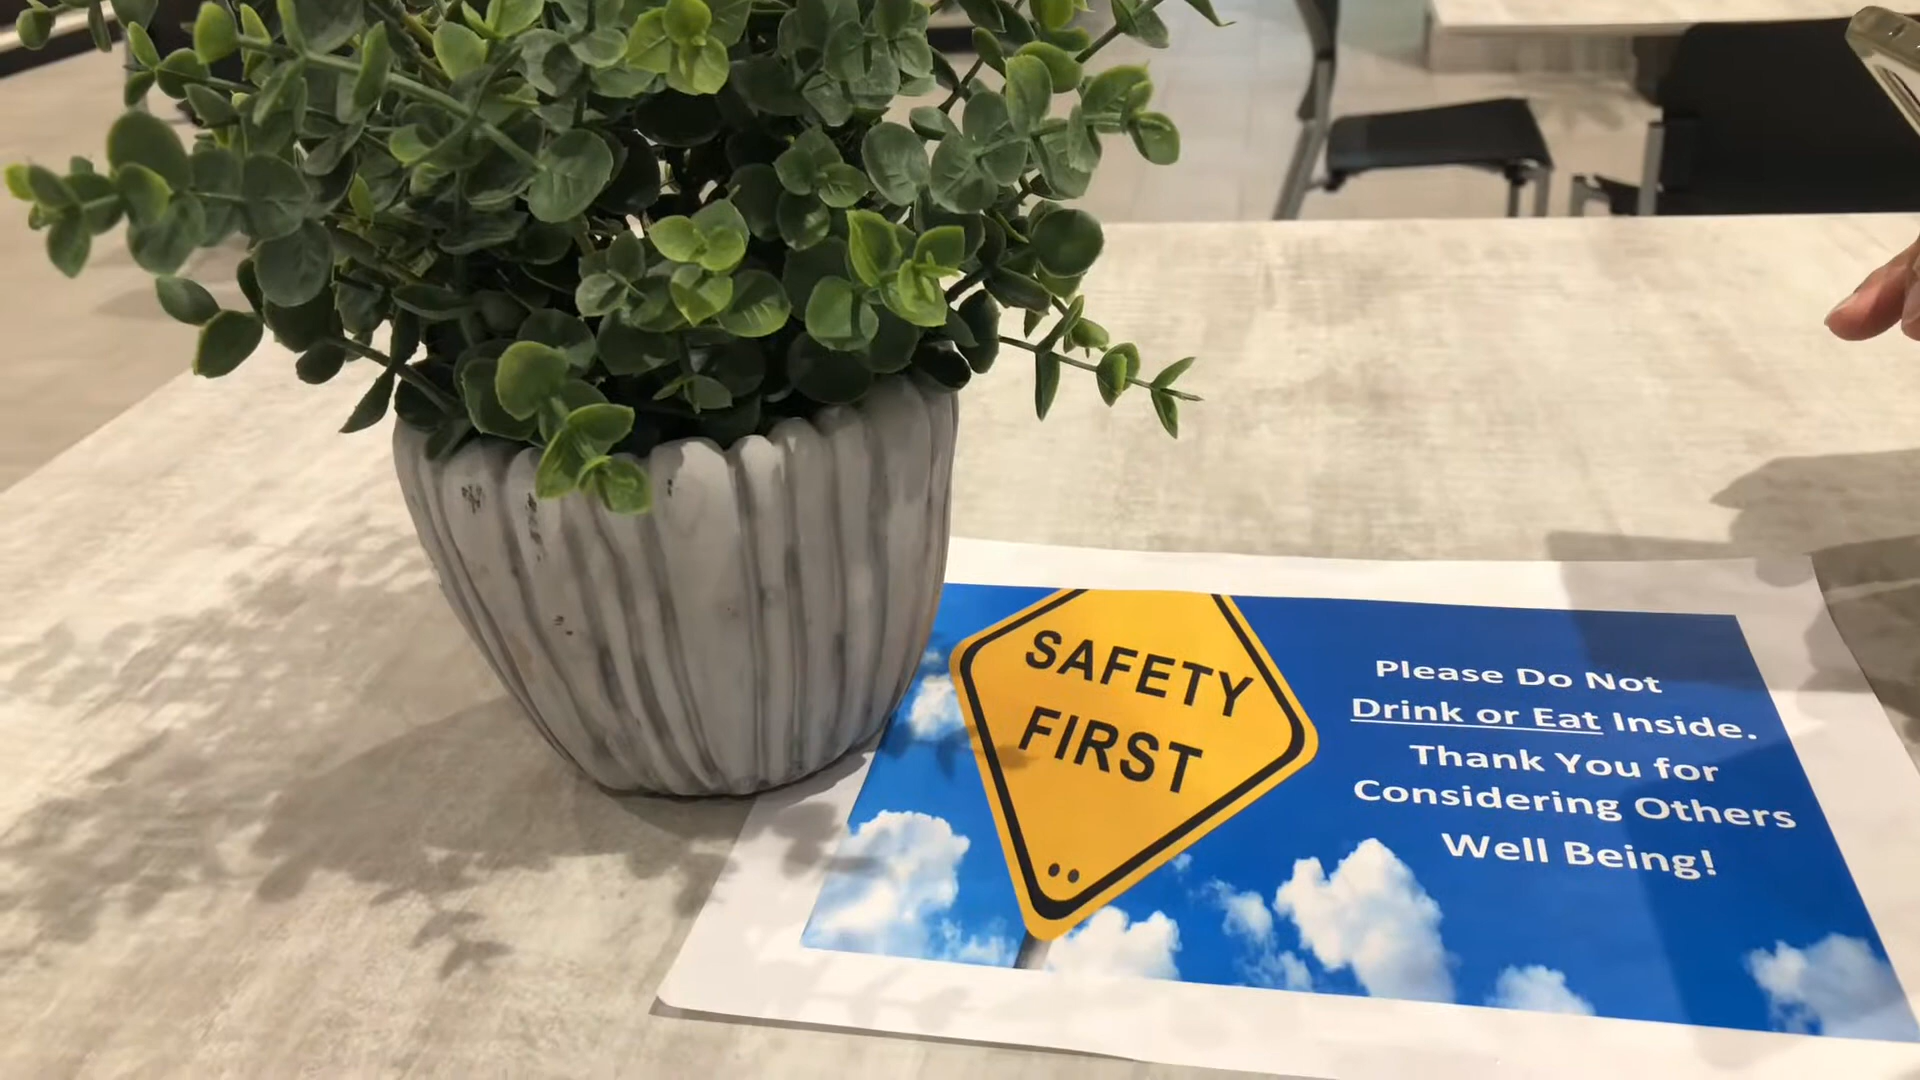 SAFETY
FIRST
Please Do Not
Drink or Eat Inside.
Thank You for
Considering Others
Well Being!